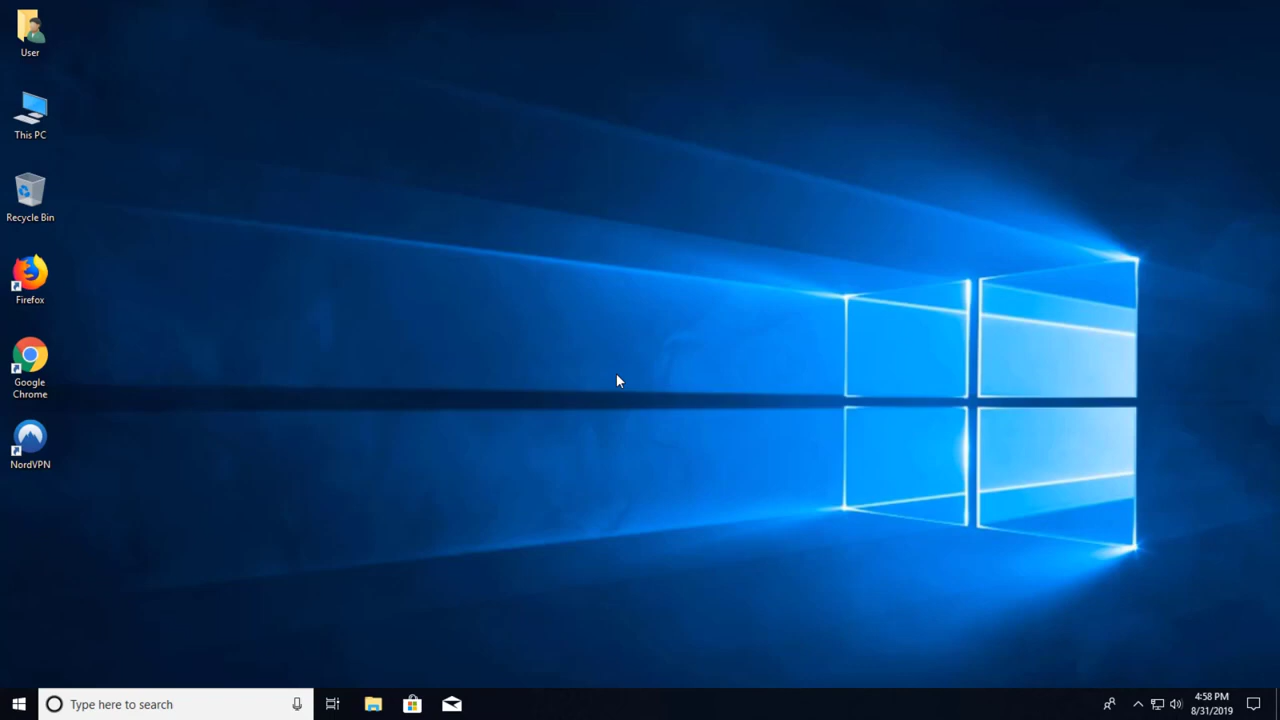 User
This PC
Recycle Bin
Firefox
Google
Chrome
NordVPN
Type here to search
4:58 PM
8/31/2019